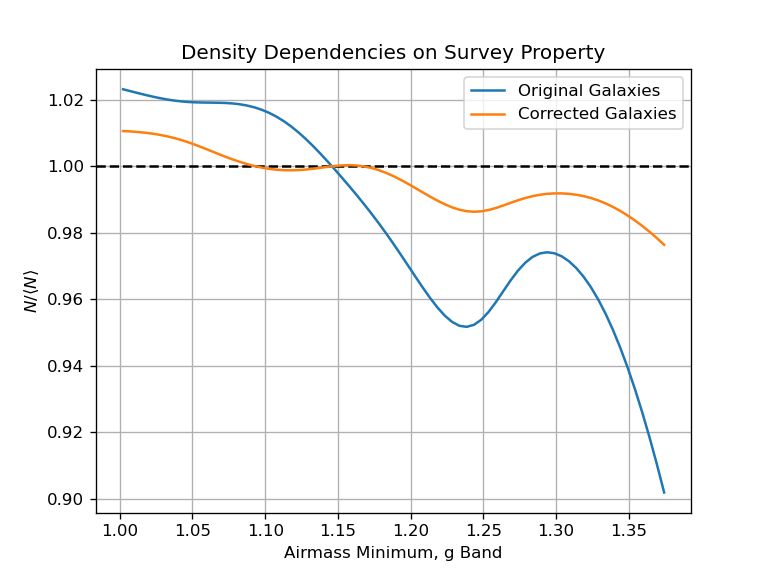 Density Dependencies on Survey Property
Original Galaxies
Corrected Galaxies
N/⟨N⟩
1.02
1.00
0.98
0.96
0.94
0.92
0.90
1.00 1.05 1.10 1.15 1.20 1.25 1.30 1.35
Airmass Minimum, g Band